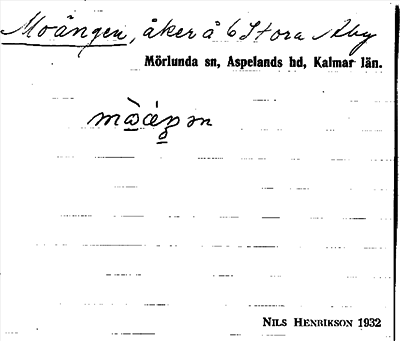 Moängen, åker å 6 Stora Aby
Mörlunda sn, Aspelands hd, Kalmar län.
NILS HENRIKSON 1932